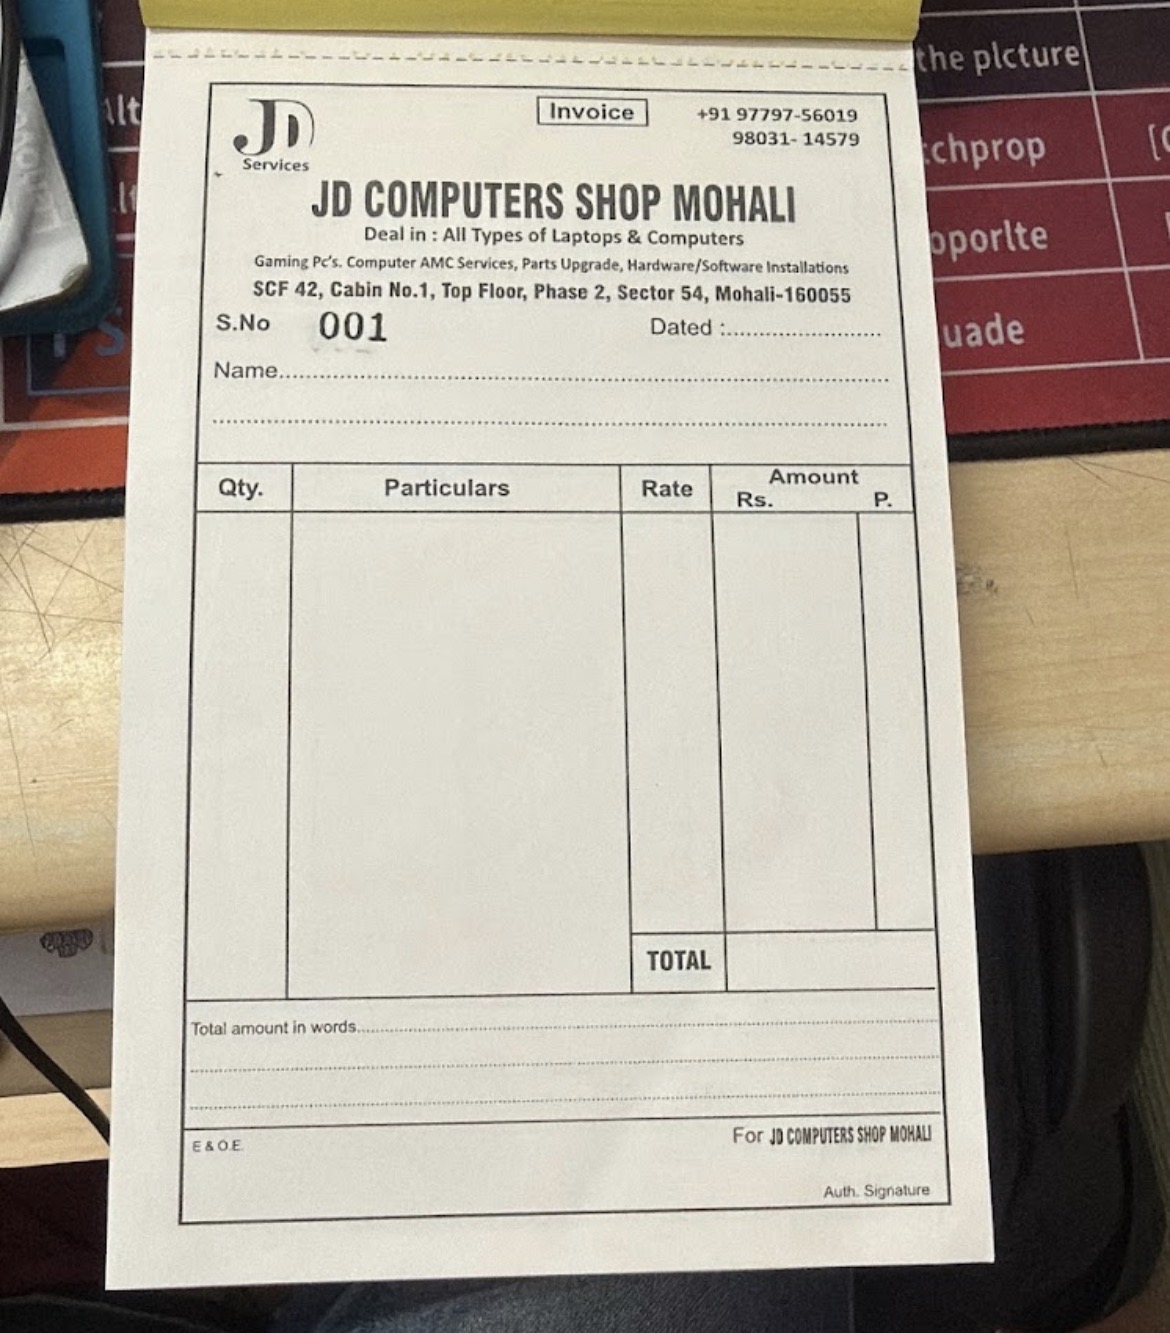 the pIcture
Alt
chprop
oporlte
uade
JD
Services
Invoice
+91 97797-56019
98031- 14579
JD COMPUTERS SHOP MOHALI
Deal in : All Types of Laptops & Computers
Gaming Pc's. Computer AMC Services, Parts Upgrade, Hardware/Software Installations
SCF 42, Cabin No.1, Top Floor, Phase 2, Sector 54, Mohali-160055
S.No 001 Dated :.......................
Name....................................................................................
..........................................................................................
Qty. Particulars Rate Amount
Rs. P.
TOTAL
Total amount in words....................................................................................
..........................................................................................
..........................................................................................
E & O.E. For JD COMPUTERS SHOP MOHALI
Auth. Signature